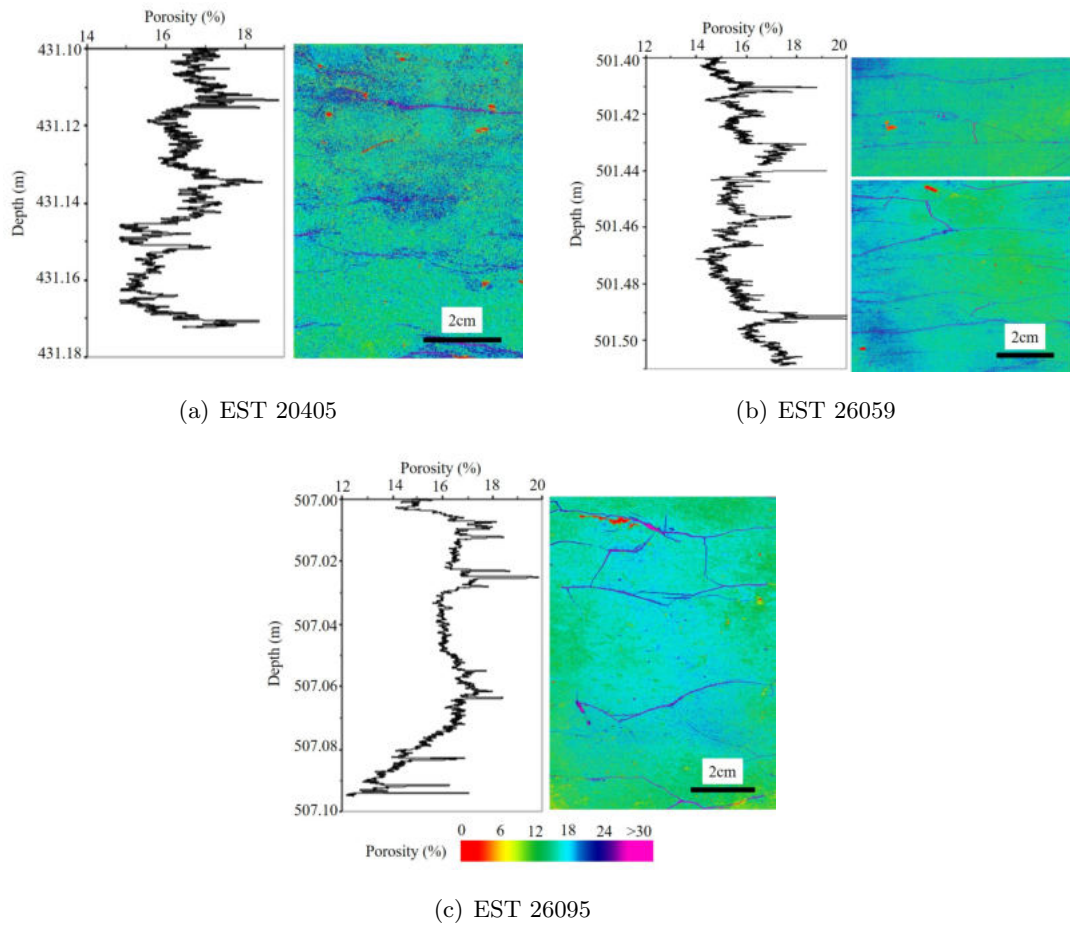 Porosity (%)
14 16 18
Depth (m)
431.10
431.12
431.14
431.16
431.18
2cm
(a) EST 20405
Porosity (%)
12 14 16 18 20
Depth (m)
501.40
501.42
501.44
501.46
501.48
501.50
2cm
(b) EST 26059
Porosity (%)
12 14 16 18 20
Depth (m)
507.00
507.02
507.04
507.06
507.08
507.10
2cm
0 6 12 18 24 >30
Porosity (%)
(c) EST 26095